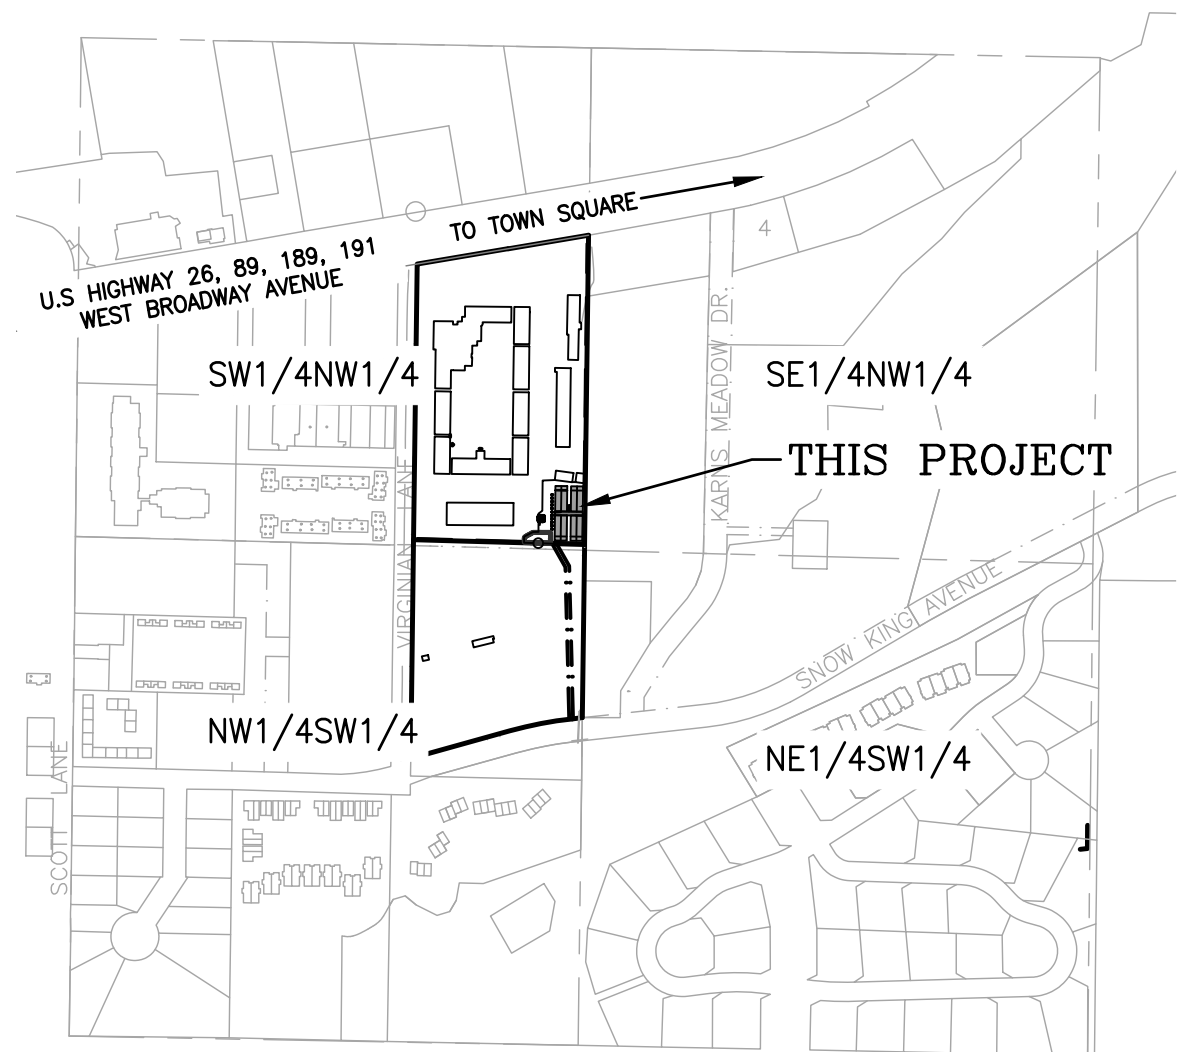 TO TOWN SQUARE
4
U.S HIGHWAY 26, 89, 189, 191
WEST BROADWAY AVENUE
KARNS MEADOW DR.
SW1/4NW1/4
SE1/4NW1/4
THIS PROJECT
VIRGINIAN LANE
SNOW KING AVENUE
NW1/4SW1/4
NE1/4SW1/4
SCOTT LANE